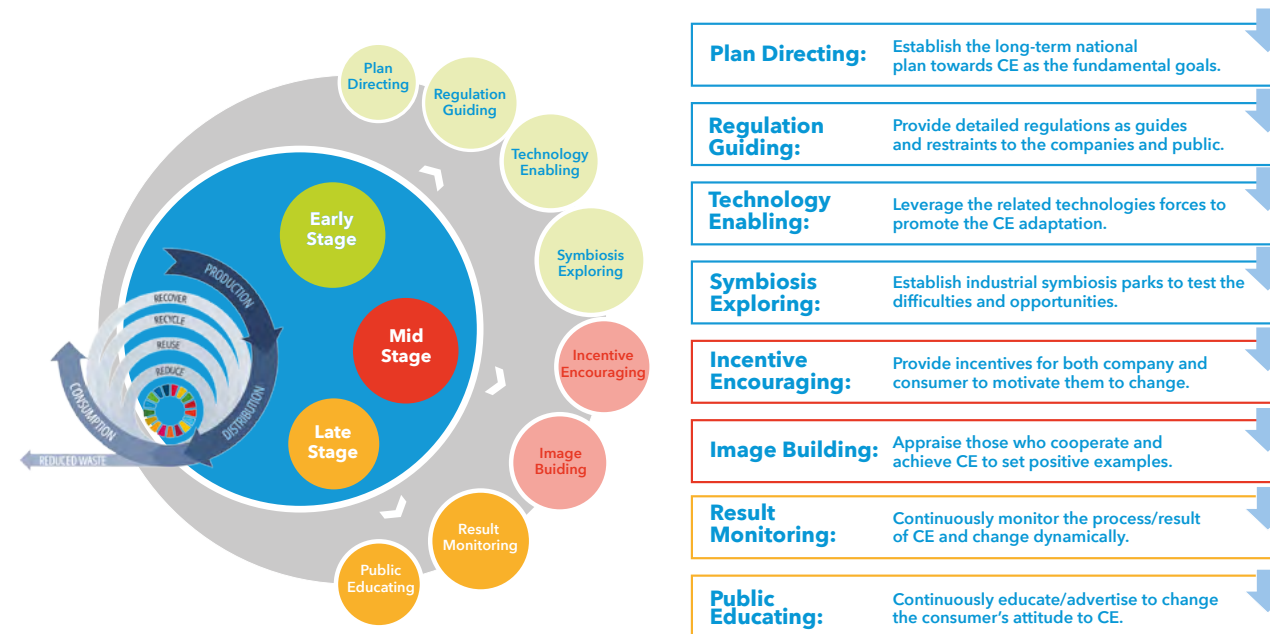 Plan
Directing
Regulation
Guiding
Technology
Enabling
Symbiosis
Exploring
Incentive
Encouraging
Image
Buiding
Result
Monitoring
Public
Educating
Early
Stage
Mid
Stage
Late
Stage
PRODUCTION
DISTRIBUTION
CONSUMPTION
REDUCED WASTE
RECOVER
RECYCLE
REUSE
REDUCE
Plan Directing:
Establish the long-term national
plan towards CE as the fundamental goals.
Regulation
Guiding:
Provide detailed regulations as guides
and restraints to the companies and public.
Technology
Enabling:
Leverage the related technologies forces to
promote the CE adaptation.
Symbiosis
Exploring:
Establish industrial symbiosis parks to test the
difficulties and opportunities.
Incentive
Encouraging:
Provide incentives for both company and
consumer to motivate them to change.
Image Building:
Appraise those who cooperate and
achieve CE to set positive examples.
Result
Monitoring:
Continuously monitor the process/result
of CE and change dynamically.
Public
Educating:
Continuously educate/advertise to change
the consumer's attitude to CE.